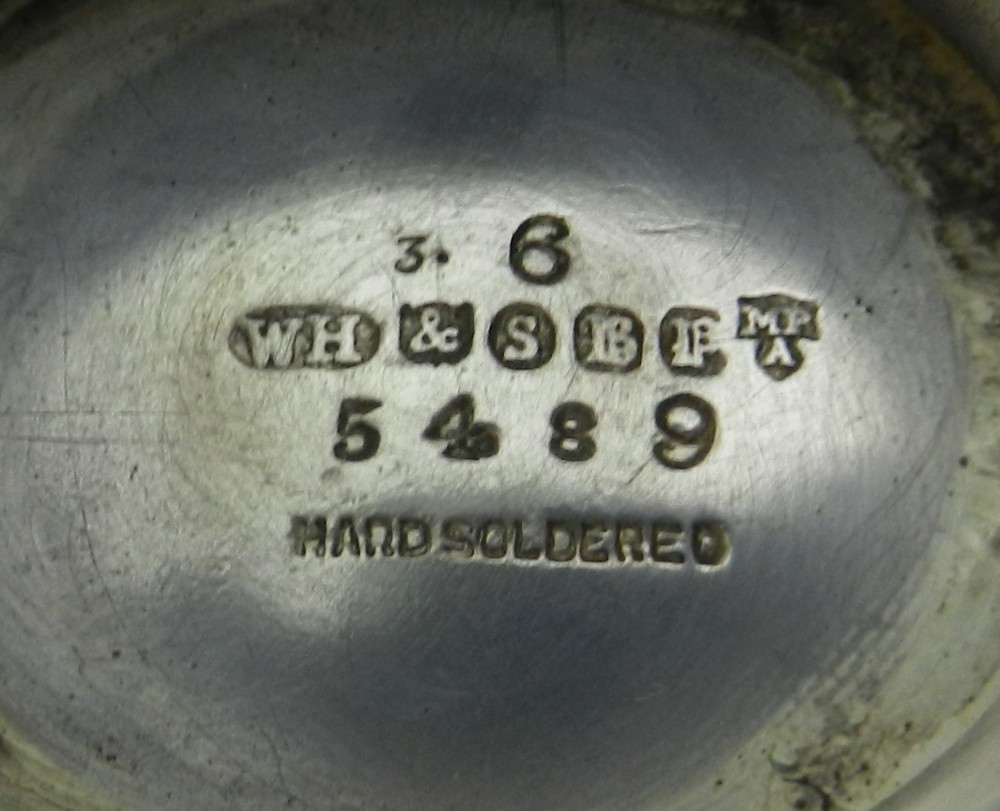 3. 6
WH & S B P MP A
5489
HAND SOLDERED